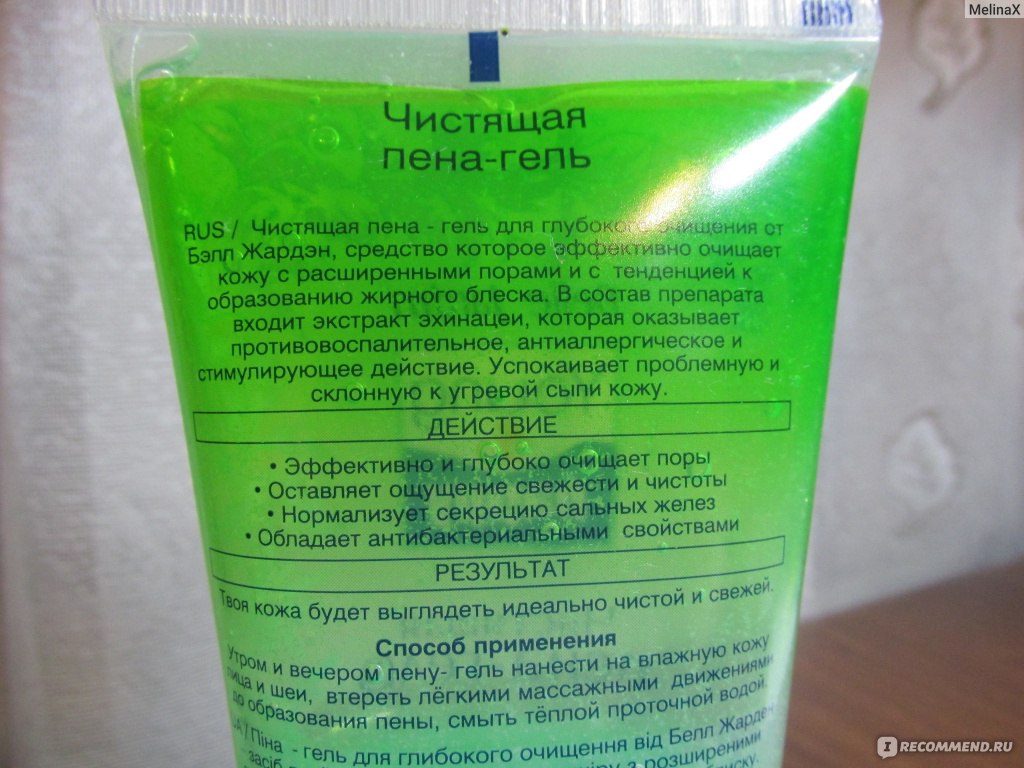 MelinaX
Чистящая
пена-гель
RUS / Чистящая пена - гель для глубокого очищения от
Бэлл Жардэн, средство которое эффективно очищает
кожу с расширенными порами и с тенденцией к
образованию жирного блеска. В состав препарата
входит экстракт эхинацеи, которая оказывает
противовоспалительное, антиаллергическое и
стимулирующее действие. Успокаивает проблемную и
склонную к угревой сыпи кожу.
ДЕЙСТВИЕ
• Эффективно и глубоко очищает поры
• Оставляет ощущение свежести и чистоты
• Нормализует секрецию сальных желез
• Обладает антибактериальными свойствами
РЕЗУЛЬТАТ
Твоя кожа будет выглядеть идеально чистой и свежей.
Способ применения
Утром и вечером пену- гель нанести на влажную кожу
лица и шеи, втереть лёгкими массажными движениями
до образования пены, смыть тёплой проточной водой.
UA / Піна - гель для глибокого очищення від Белл Жарден
засіб з розширеними
блиску.
IRECOMMEND.RU